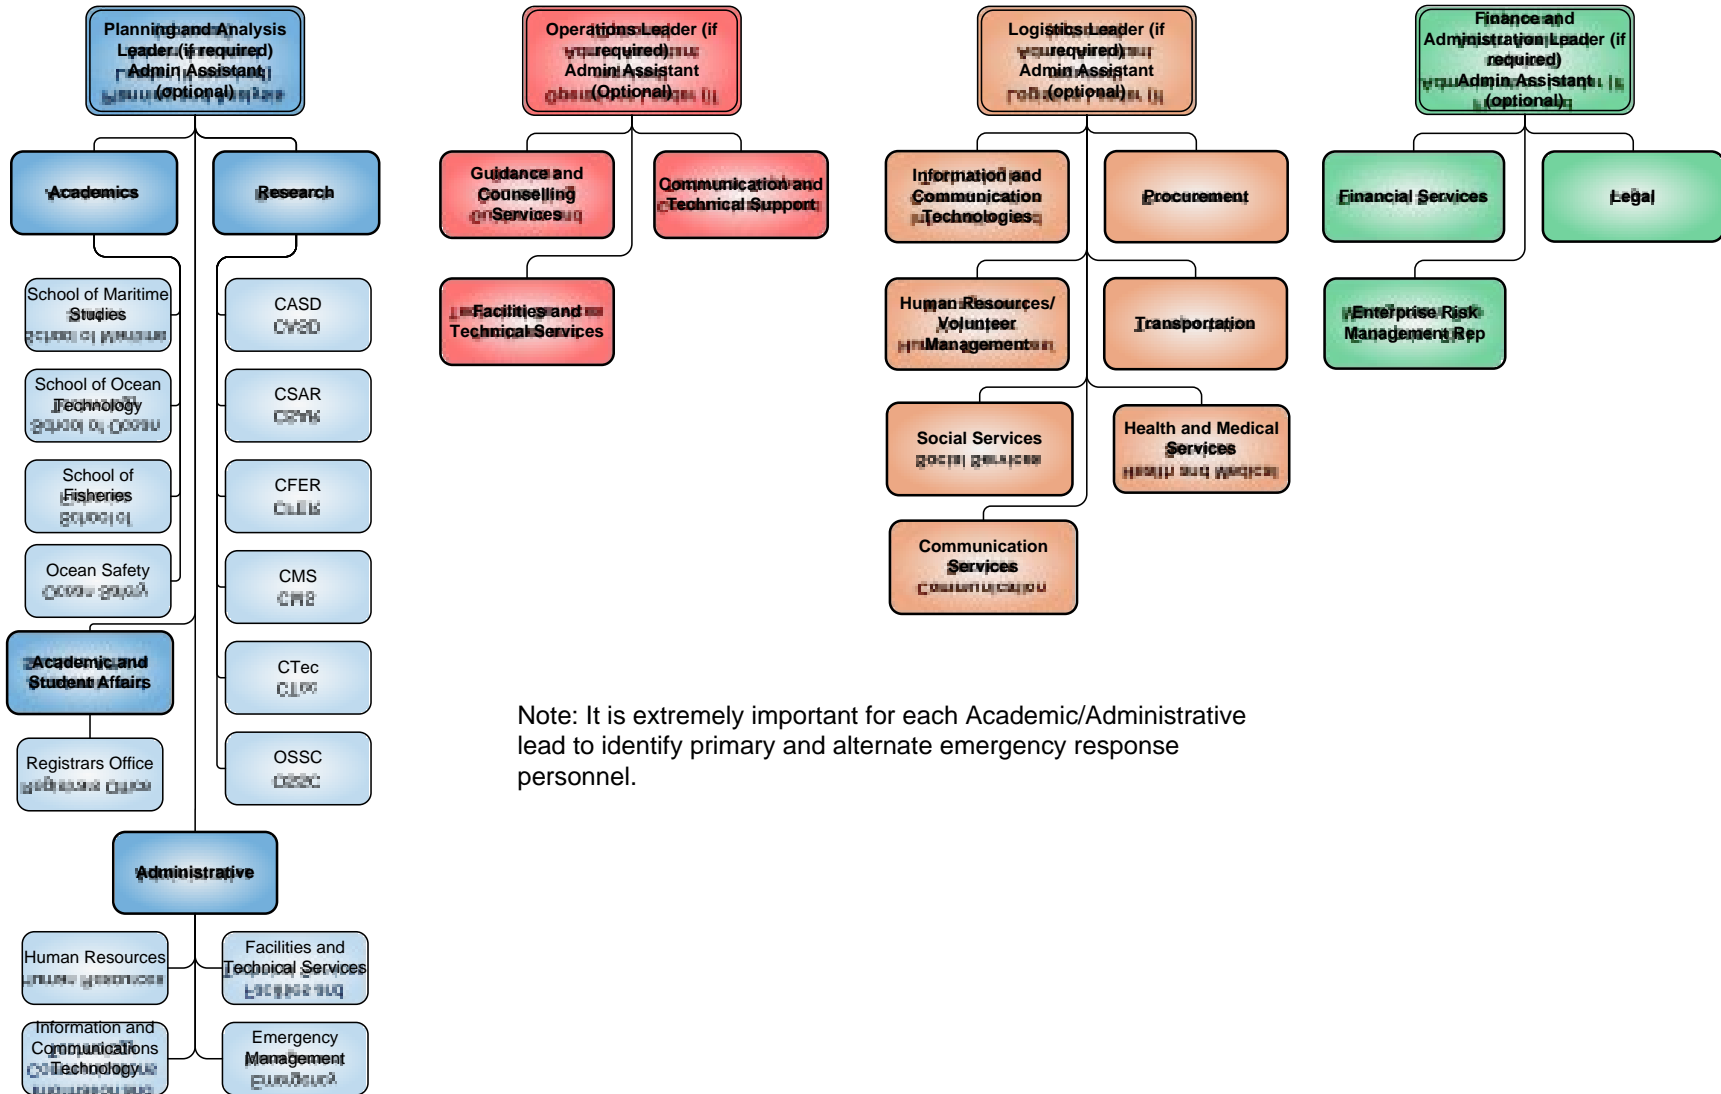 Planning and Analysis
Leader (if required)
Admin Assistant
(optional)
Academics
Research
School of Maritime
Studies
School of Ocean
Technology
School of
Fisheries
Ocean Safety
CASD
CSAR
CFER
CMS
CTec
OSSC
Academic and
Student Affairs
Registrars Office
Administrative
Human Resources
Facilities and
Technical Services
Information and
Communications
Technology
Emergency
Management
Operations Leader (if
required)
Admin Assistant
(Optional)
Guidance and
Counselling
Services
Communication and
Technical Support
Facilities and
Technical Services
Logistics Leader (if
required)
Admin Assistant
(optional)
Information and
Communication
Technologies
Procurement
Human Resources/
Volunteer
Management
Transportation
Social Services
Health and Medical
Services
Communication
Services
Finance and
Administration Leader (if
required)
Admin Assistant
(optional)
Financial Services
Legal
Enterprise Risk
Management Rep
Note: It is extremely important for each Academic/Administrative
lead to identify primary and alternate emergency response
personnel.